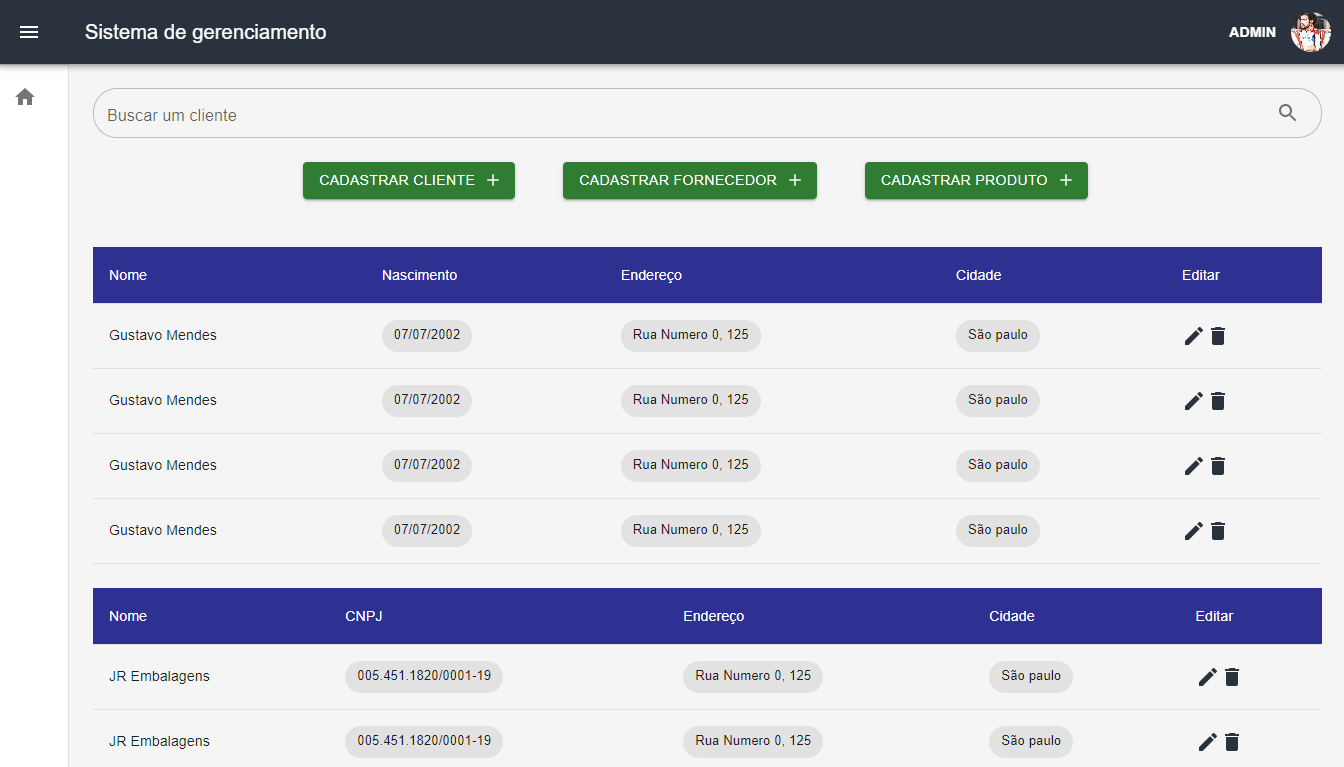 Sistema de gerenciamento ADMIN
Buscar um cliente
CADASTRAR CLIENTE + CADASTRAR FORNECEDOR + CADASTRAR PRODUTO +
Nome Nascimento Endereço Cidade Editar
Gustavo Mendes 07/07/2002 Rua Numero 0, 125 São paulo
Gustavo Mendes 07/07/2002 Rua Numero 0, 125 São paulo
Gustavo Mendes 07/07/2002 Rua Numero 0, 125 São paulo
Gustavo Mendes 07/07/2002 Rua Numero 0, 125 São paulo
Nome CNPJ Endereço Cidade Editar
JR Embalagens 005.451.1820/0001-19 Rua Numero 0, 125 São paulo
JR Embalagens 005.451.1820/0001-19 Rua Numero 0, 125 São paulo